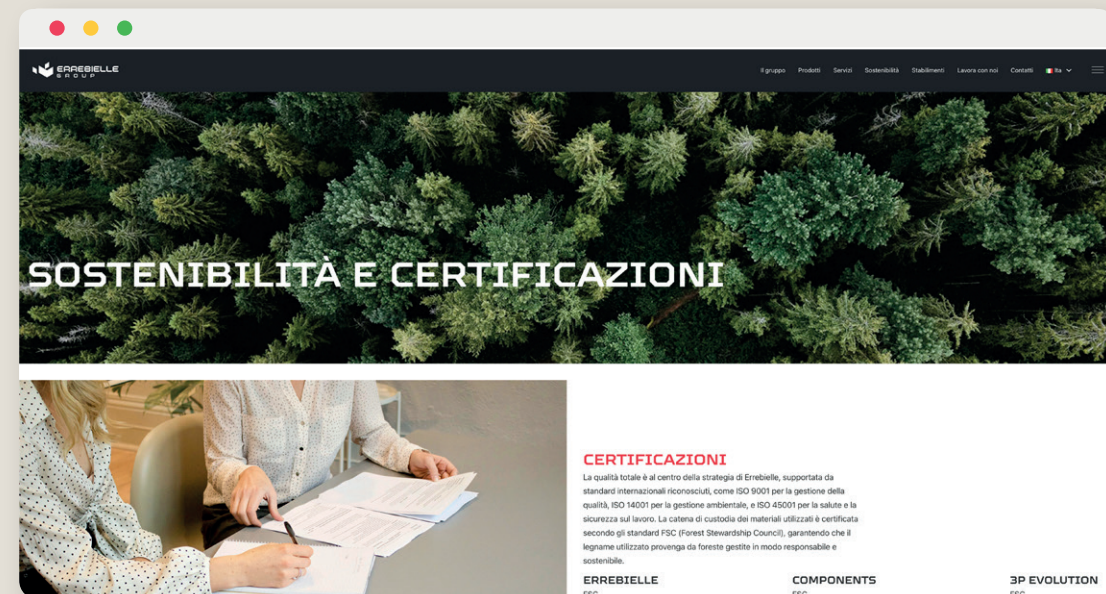 ERREBIELLE
GROUP
Il gruppo Prodotti Servizi Sostenibilità Stabilimenti Lavora con noi Contatti Ita
SOSTENIBILITÀ E CERTIFICAZIONI
CERTIFICAZIONI
La qualità totale è al centro della strategia di Errebielle, supportata da
standard internazionali riconosciuti, come ISO 9001 per la gestione della
qualità, ISO 14001 per la gestione ambientale, e ISO 45001 per la salute e la
sicurezza sul lavoro. La catena di custodia dei materiali utilizzati è certificata
secondo gli standard FSC (Forest Stewardship Council), garantendo che il
legname utilizzato provenga da foreste gestite in modo responsabile e
sostenibile.
ERREBIELLE COMPONENTS 3P EVOLUTION
FSC FSC FSC